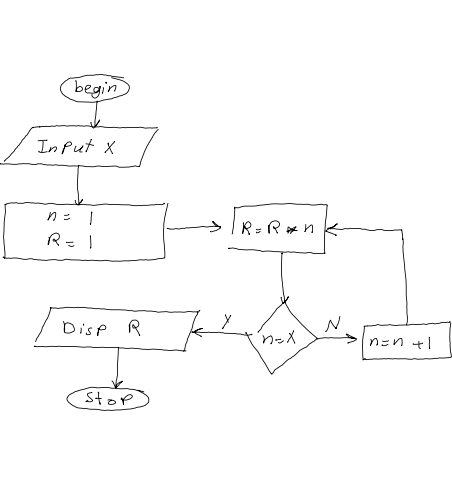 begin
Input X
n = 1
R = 1
R = R * n
n = X
Y
N
n = n + 1
Disp R
Stop